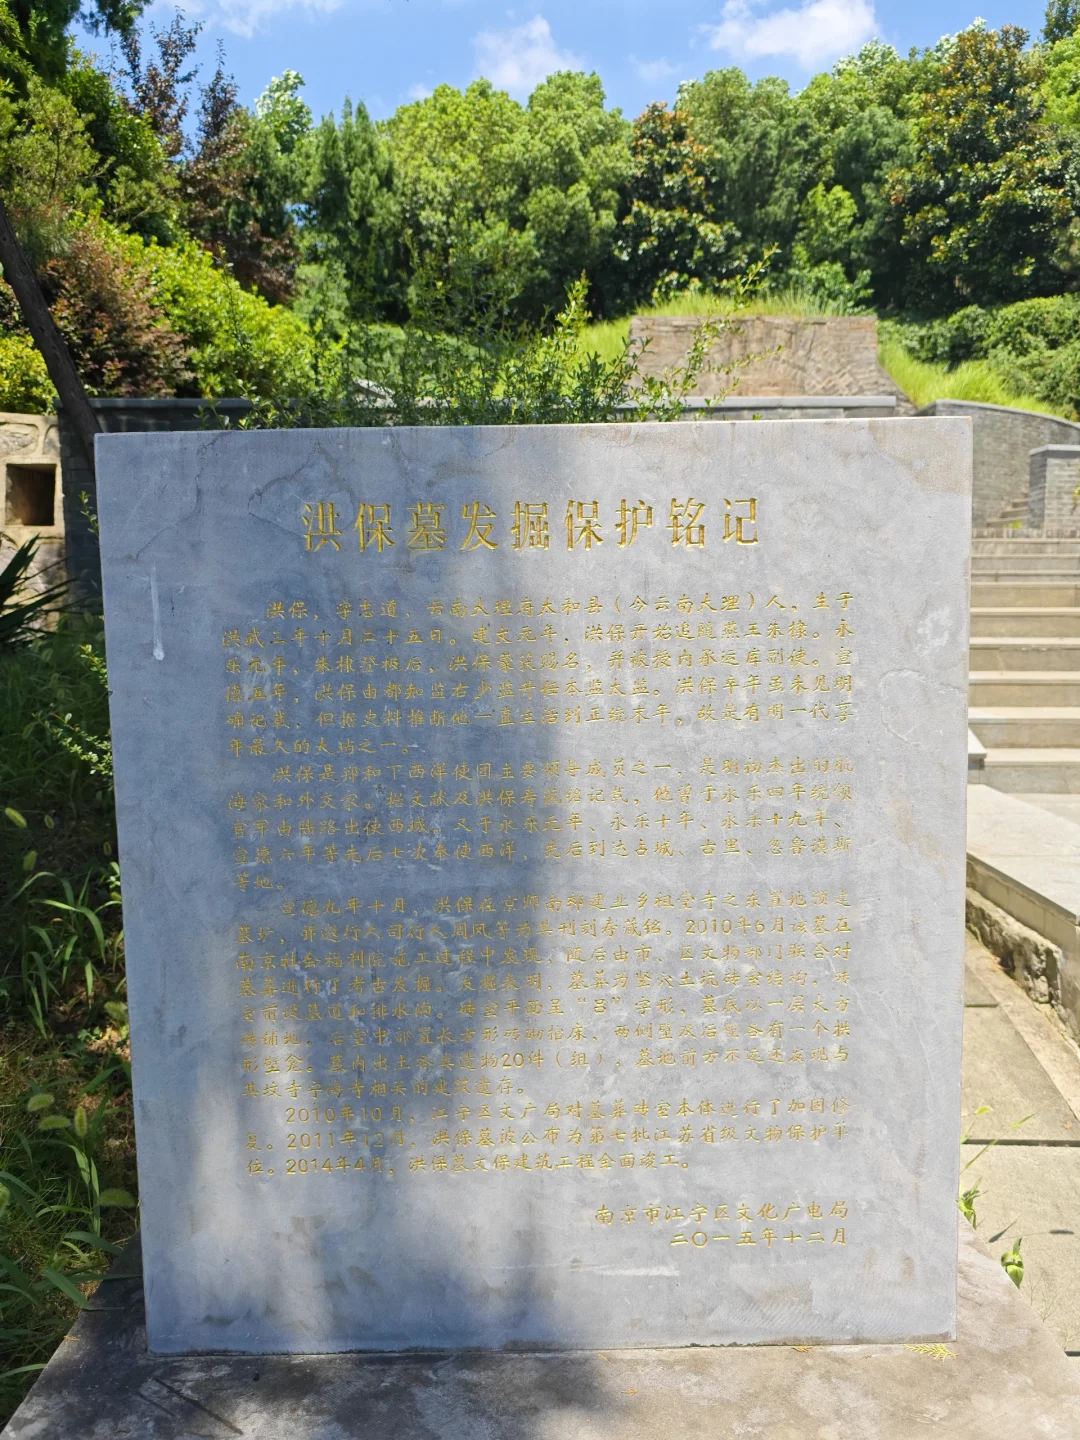 洪保墓发掘保护铭记
洪保，字志道，云南大理府太和县（今云南大理）人，生于
洪武三年十月二十五日。建文元年，洪保开始追随燕王朱棣。永
乐元年，朱棣登极后，洪保蒙茂赐名，升授内承运库副使。宣
德五年，洪保由都知监右少监升任本监太监。洪保卒年虽未见明
确记载，但据史料推断他一直生活到正统末年，故是有明一代享
年最久的太监之一。
洪保是郑和下西洋使团主要领导成员之一，是明初杰出的航
海家和外交家。据文献及洪保寿藏铭记载，他曾于永乐四年统领
官军由陆路出使西域。又于永乐元年、永乐十年、永乐十九年、
宣德六年等先后七次奉使西洋，先后到达占城、古里、忽鲁谟斯
等地。
宣德九年十月，洪保在京师南郊建业乡祖堂寺之东置地预造
墓圹，并邀行人司行人周凤等为其刊刻寿藏铭。2010年6月该墓在
南京社会福利院施工过程中发现，随后由市、区文物部门联合对
墓葬进行了考古发掘。发掘表明，墓葬为竖穴土坑砖室结构，砖
室前设墓道和排水沟。砖室平面呈“吕”字形，墓底以一层大方
砖铺地。后室中部置长方形砖砌棺床，两侧壁及后壁各有一个拱
形壁龛。墓内出土各类遗物20件（组）。墓地前方不远还发现与
其坟寺宁海寺相关的建筑遗存。
2010年10月，江宁区文广局对墓葬砖室本体进行了加固修
复。2011年12月，洪保墓被公布为第七批江苏省级文物保护单
位。2014年4月，洪保墓文保建筑工程全面竣工。
南京市江宁区文化广电局
二〇一五年十二月